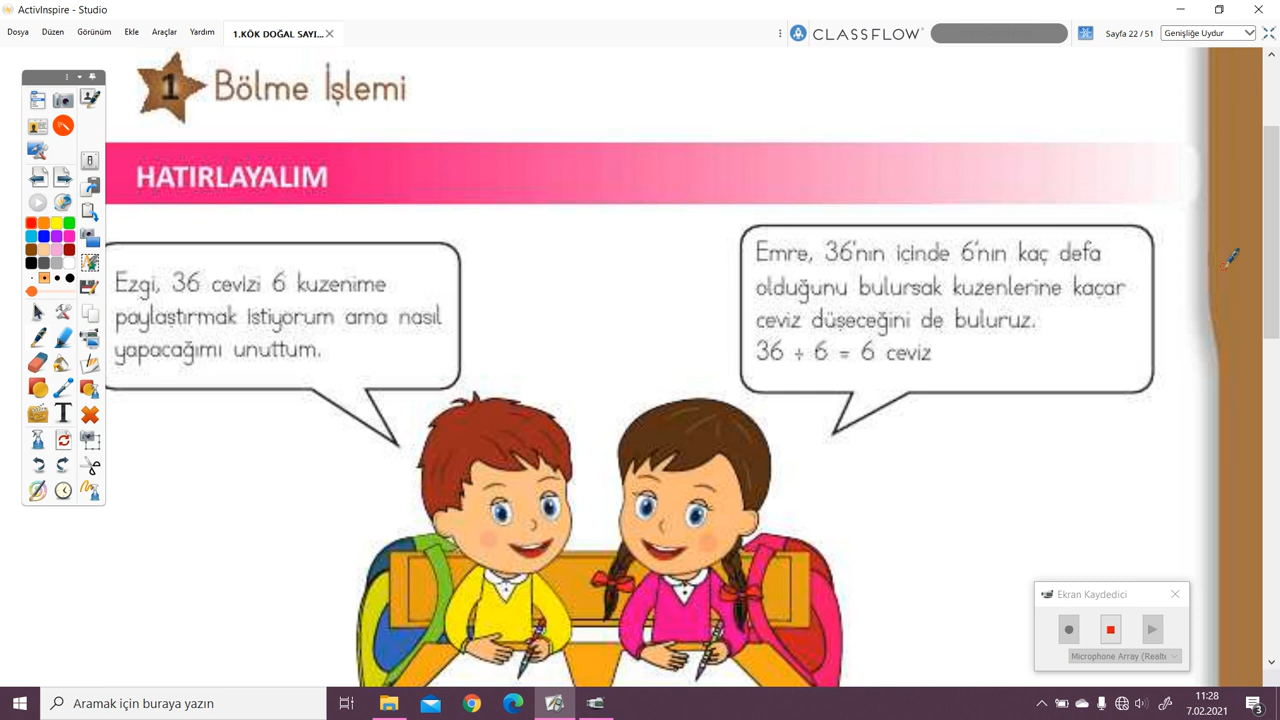 ActivInspire - Studio
Dosya Düzen Görünüm Ekle Araçlar Yardım
1.KÖK DOĞAL SAYI...
CLASSFLOW
Sayfa 22 / 51
Genişliğe Uydur
1
Bölme İşlemi
HATIRLAYALIM
Ezgi, 36 cevizi 6 kuzenime
paylaştırmak istiyorum ama nasıl
yapacağımı unuttum.
Emre, 36'nın içinde 6'nın kaç defa
olduğunu bulursak kuzenlerine kaçar
ceviz düşeceğini de buluruz.
36 ÷ 6 = 6 ceviz
Ekran Kaydedici
Microphone Array (Realte
Aramak için buraya yazın
11:28
7.02.2021
3